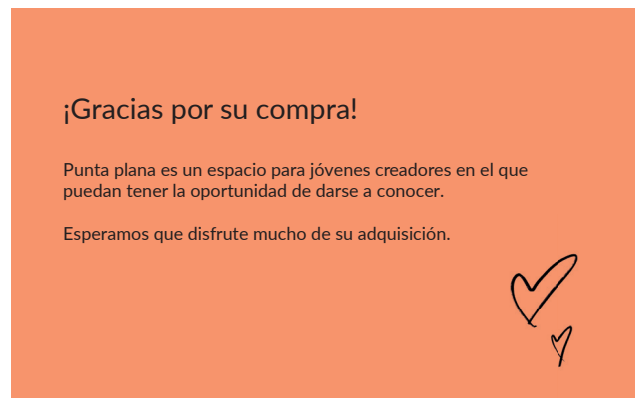 ¡Gracias por su compra!
Punta plana es un espacio para jóvenes creadores en el que
puedan tener la oportunidad de darse a conocer.
Esperamos que disfrute mucho de su adquisición.